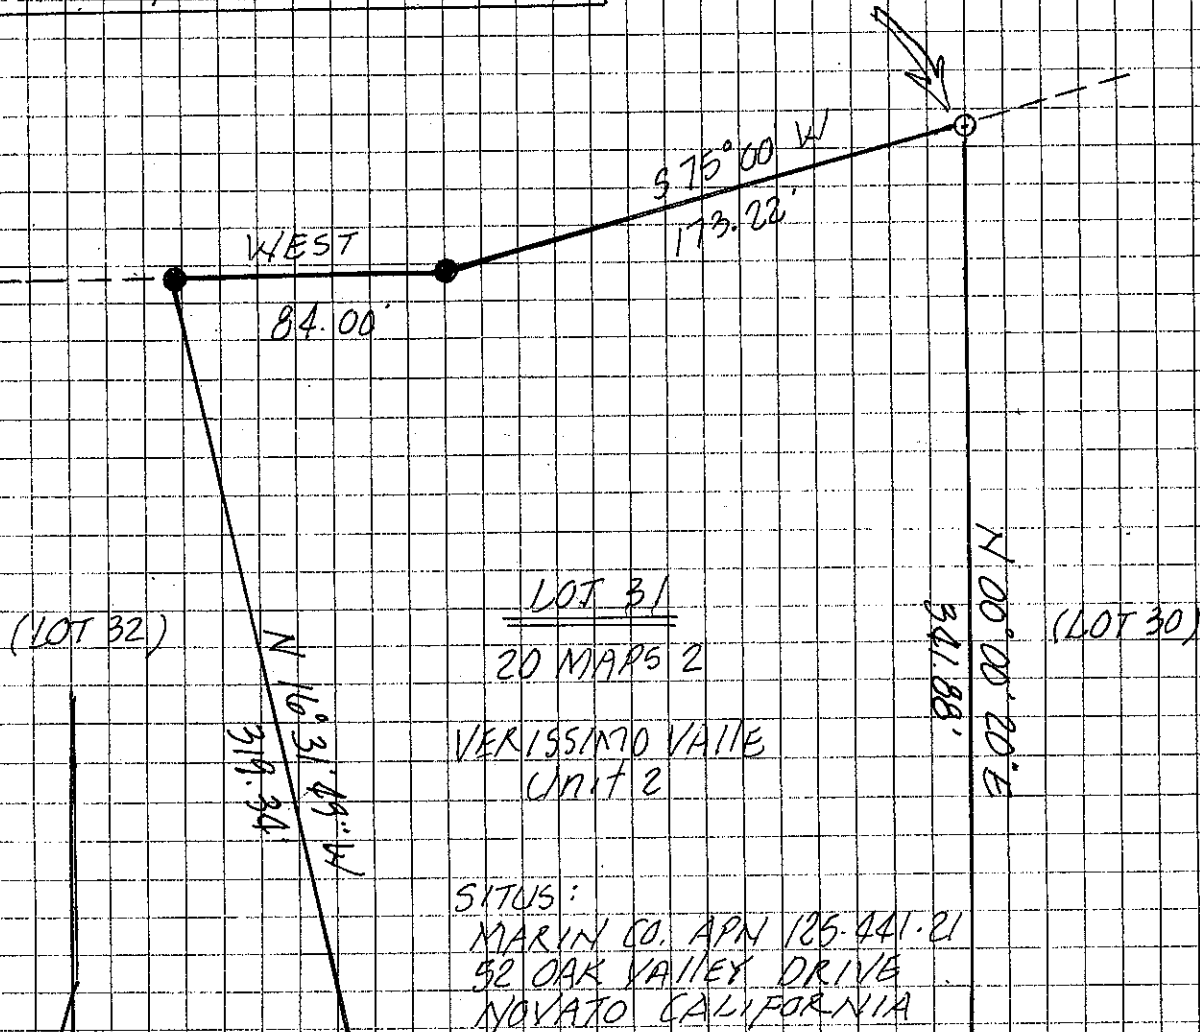 S 75° 00' W
173.22'
WEST
84.00'
N 00° 00' 20" E
341.88'
LOT 31
(LOT 32)
(LOT 30)
20 MAPS 2
N 16° 31' 49" W
319.34'
VERISSIMO VAllE
Unit 2
SITUS:
MARIN CO. APN 125-441-21
52 OAK VAllEY DRIVE
NOVATO CALIFORNIA